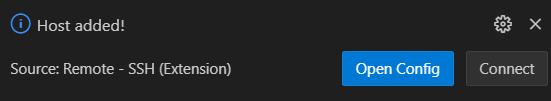 Host added!
Source: Remote - SSH (Extension)
Open Config
Connect